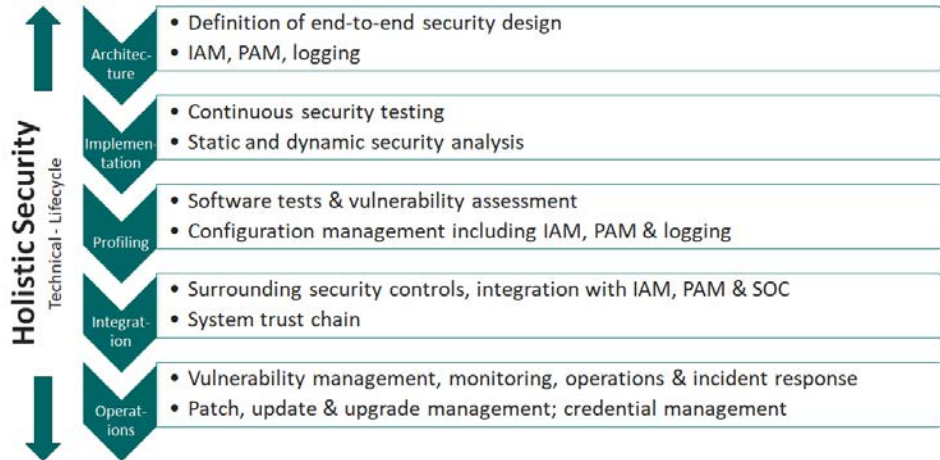 Holistic Security
Technical - Lifecycle
Architec-
ture
• Definition of end-to-end security design
• IAM, PAM, logging
Implemen-
tation
• Continuous security testing
• Static and dynamic security analysis
Profiling
• Software tests & vulnerability assessment
• Configuration management including IAM, PAM & logging
Integrat-
ion
• Surrounding security controls, integration with IAM, PAM & SOC
• System trust chain
Operat-
ions
• Vulnerability management, monitoring, operations & incident response
• Patch, update & upgrade management; credential management